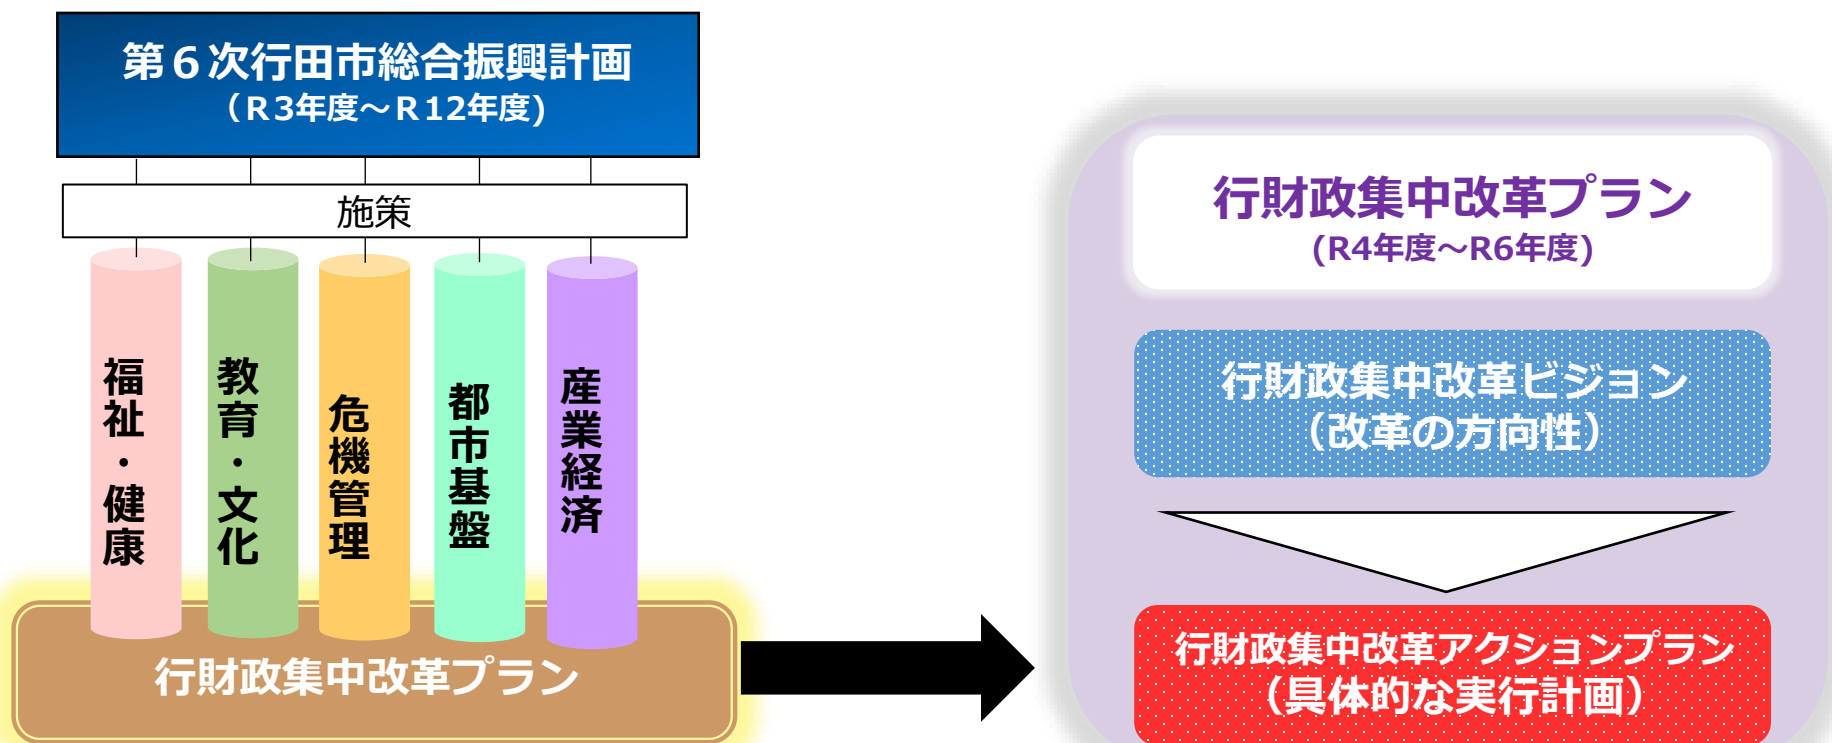 第６次行田市総合振興計画
（Ｒ3年度～Ｒ12年度)
施策
福祉・健康
教育・文化
危機管理
都市基盤
産業経済
行財政集中改革プラン
行財政集中改革プラン
(R4年度～R6年度)
行財政集中改革ビジョン
（改革の方向性）
行財政集中改革アクションプラン
（具体的な実行計画）